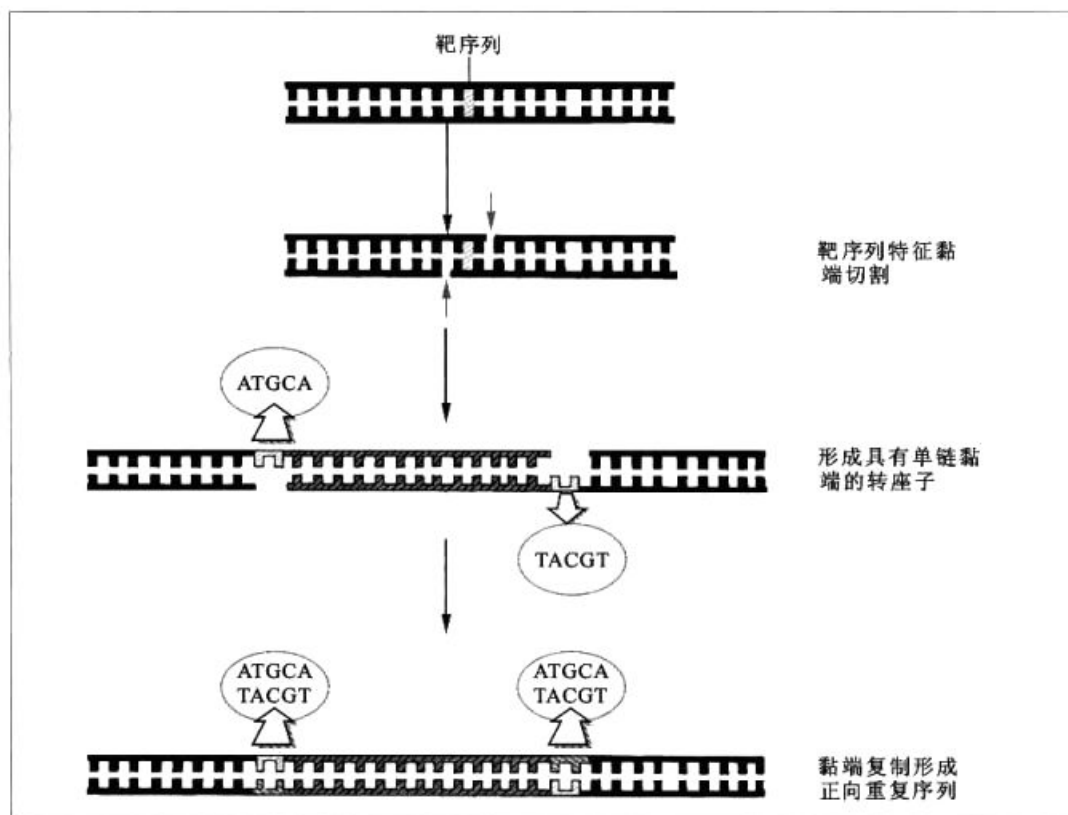 靶序列
靶序列特征黏
端切割
ATGCA
形成具有单链黏
端的转座子
TACGT
ATGCA
TACGT
ATGCA
TACGT
黏端复制形成
正向重复序列